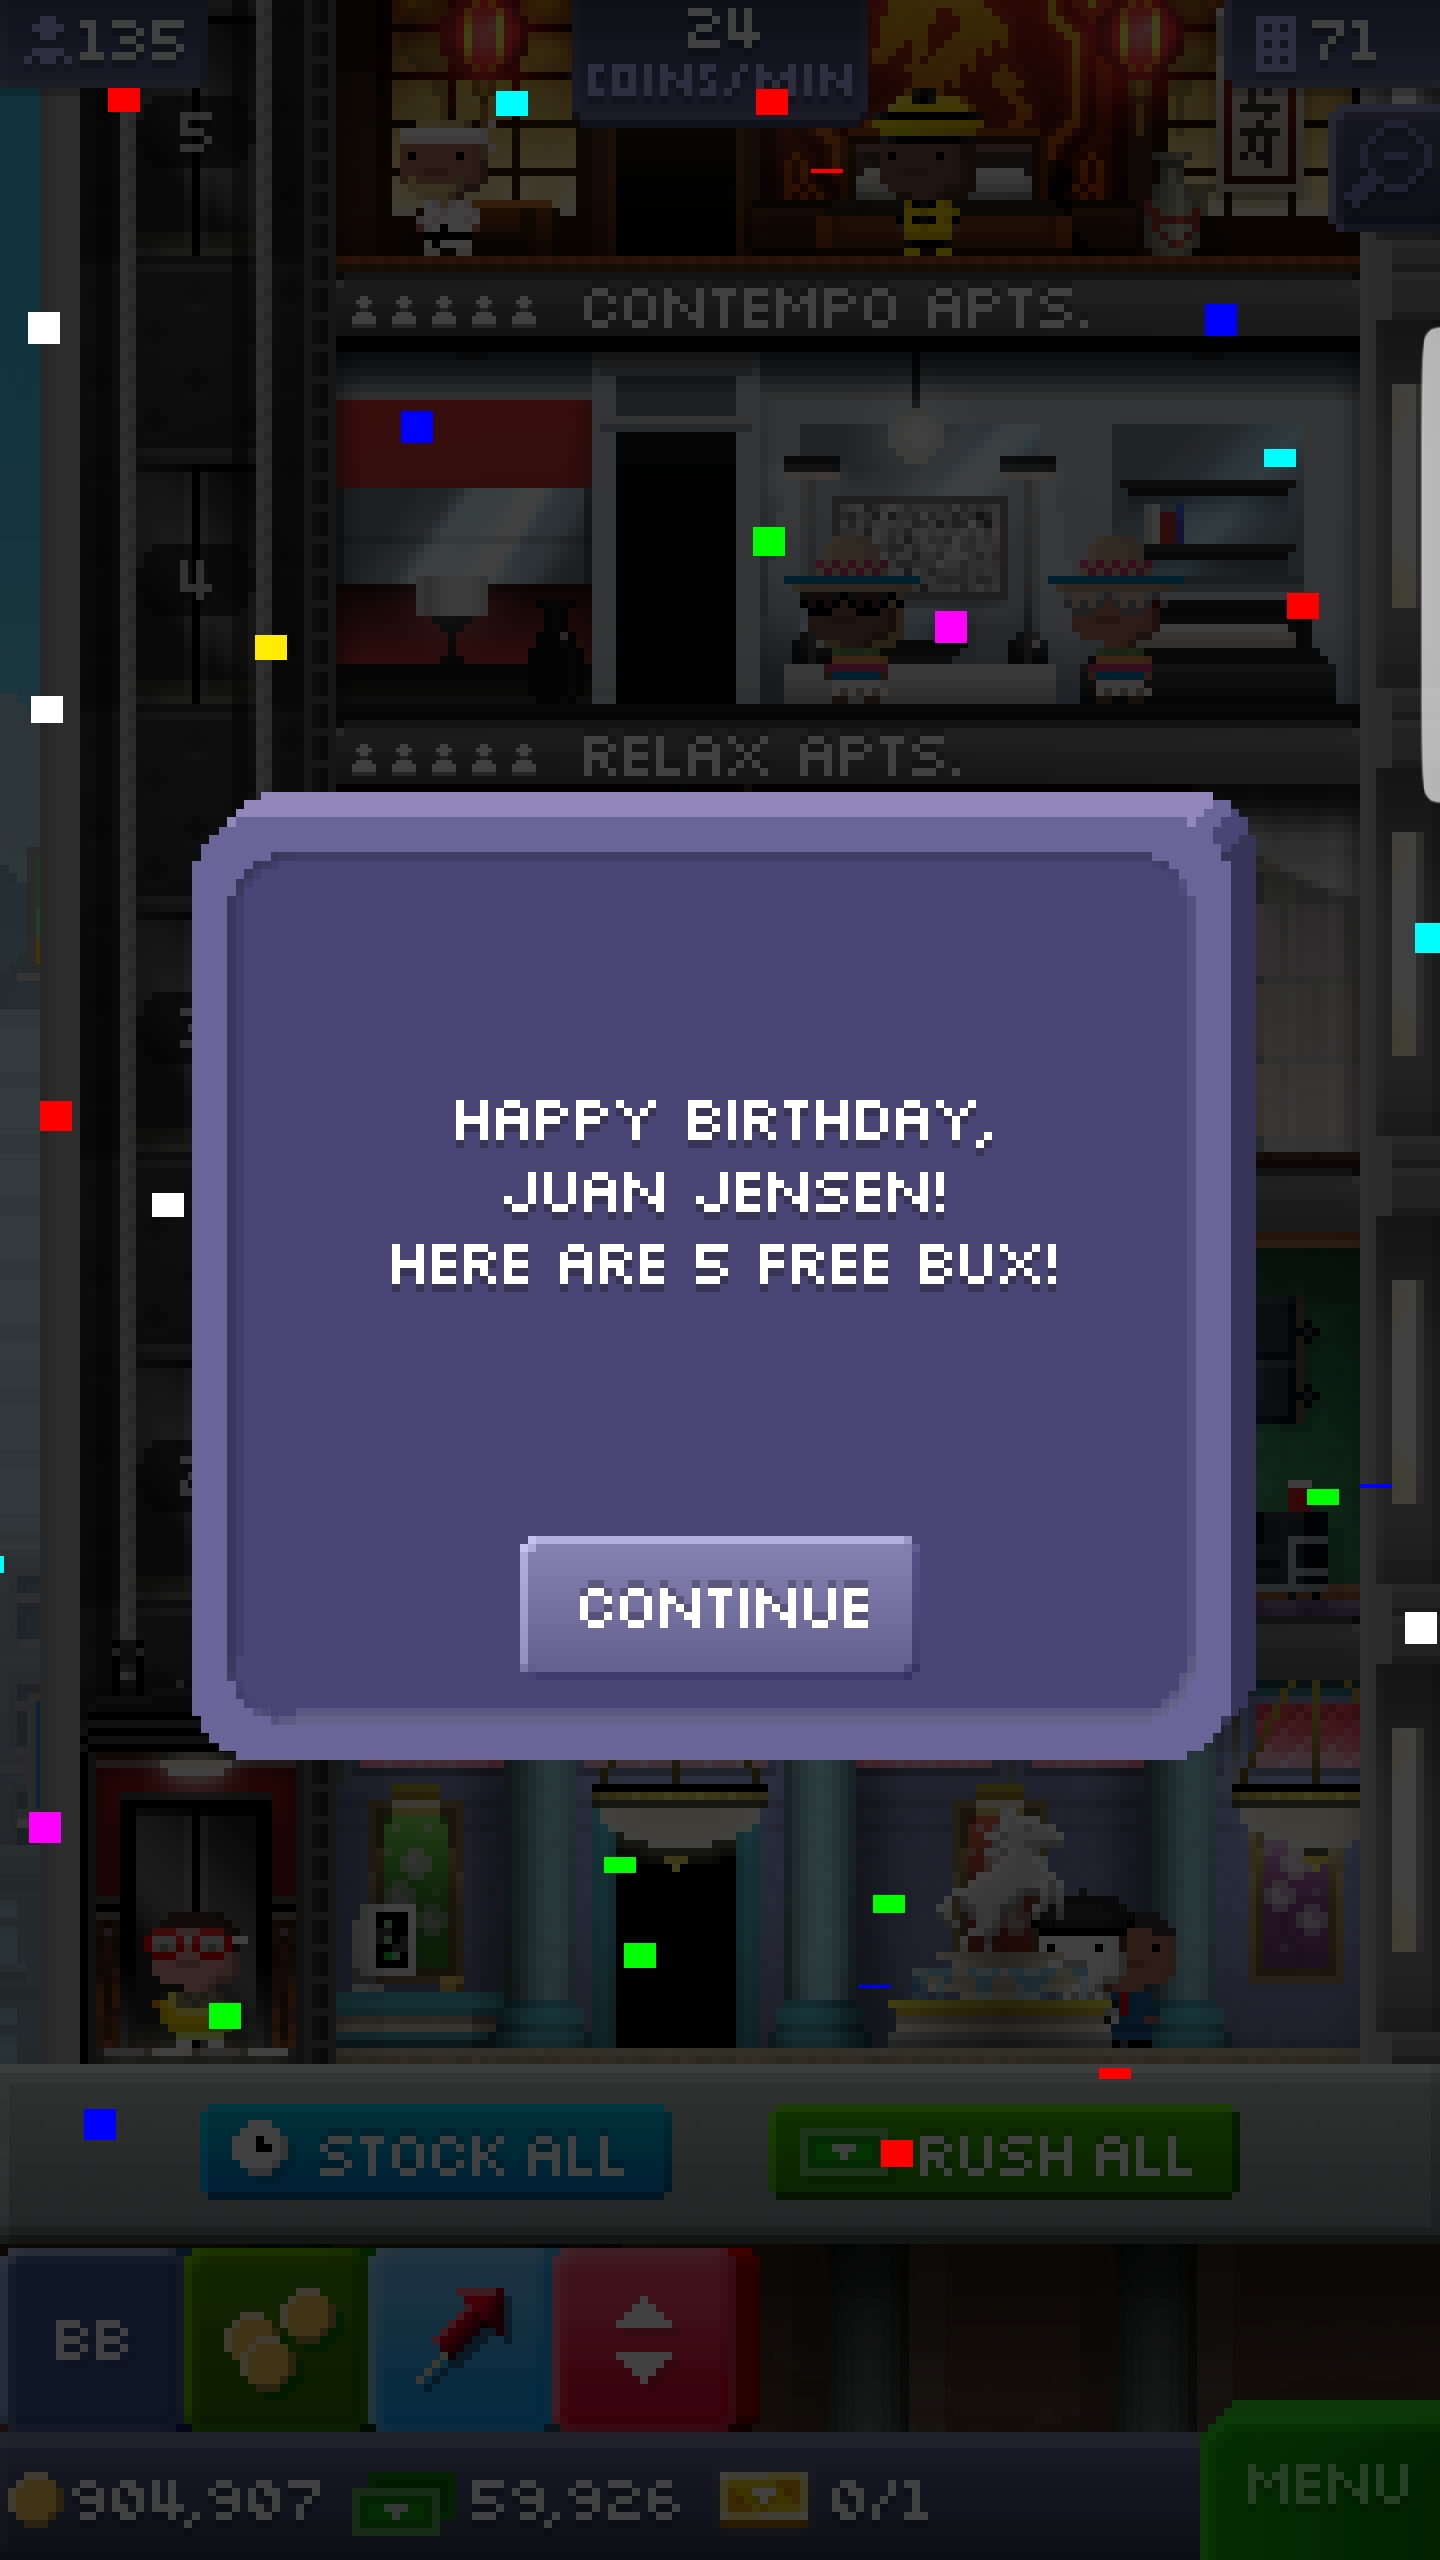 135
24
COINS/MIN
71
5
CONTEMPO APTS.
4
RELAX APTS.
HAPPY BIRTHDAY,
JUAN JENSEN!
HERE ARE 5 FREE BUX!
CONTINUE
STOCK ALL
RUSH ALL
BB
904,907
59,926
0/1
MENU